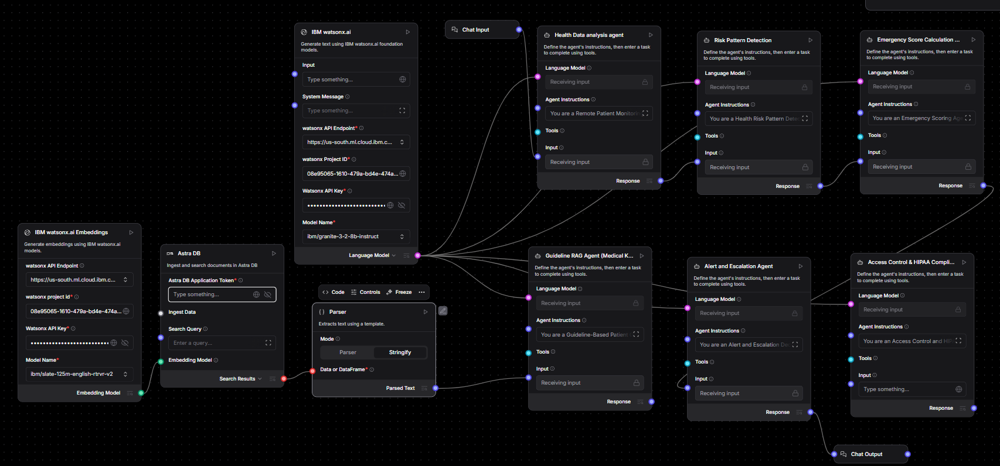 IBM watsonx.ai
Generate text using IBM watsonx.ai foundation
models.
Input
Type something...
System Message
Type something...
watsonx API Endpoint*
https://us-south.ml.cloud.ibm.c...
watsonx Project ID*
08e95065-1610-479a-bd4e-474a...
Watsonx API Key*
Model Name*
ibm/granite-3-2-8b-instruct
Language Model
Chat Input
Health Data analysis agent
Define the agent's instructions, then enter a task
to complete using tools.
Language Model
Receiving input
Agent Instructions
You are a Remote Patient Monitorin
Tools
Input
Receiving input
Response
Risk Pattern Detection
Define the agent's instructions, then enter a task
to complete using tools.
Language Model
Receiving input
Agent Instructions
You are a Health Risk Pattern Dete
Tools
Input
Receiving input
Response
Emergency Score Calculation ...
Define the agent's instructions, then enter a task
to complete using tools.
Language Model
Receiving input
Agent Instructions
You are an Emergency Scoring Age
Tools
Input
Receiving input
Response
IBM watsonx.ai Embeddings
Generate embeddings using IBM watsonx.ai
models.
watsonx API Endpoint
https://us-south.ml.cloud.ibm.c...
watsonx project id*
08e95065-1610-479a-bd4e-474a...
Watsonx API Key*
Model Name*
ibm/slate-125m-english-rtrvr-v2
Embedding Model
Astra DB
Ingest and search documents in Astra DB
Astra DB Application Token*
Type something...
Ingest Data
Search Query
Enter a query...
Embedding Model
Search Results
Code
Controls
Freeze
Parser
Extracts text using a template.
Mode
Parser
Stringify
Data or DataFrame*
Parsed Text
Guideline RAG Agent (Medical K...
Define the agent's instructions, then enter a task
to complete using tools.
Language Model
Receiving input
Agent Instructions
You are a Guideline-Based Patient
Tools
Input
Receiving input
Response
Alert and Escalation Agent
Define the agent's instructions, then enter a task
to complete using tools.
Language Model
Receiving input
Agent Instructions
You are an Alert and Escalation De
Tools
Input
Receiving input
Response
Access Control & HIPAA Compli...
Define the agent's instructions, then enter a task
to complete using tools.
Language Model
Receiving input
Agent Instructions
You are an Access Control and HIP
Tools
Input
Type something...
Response
Chat Output